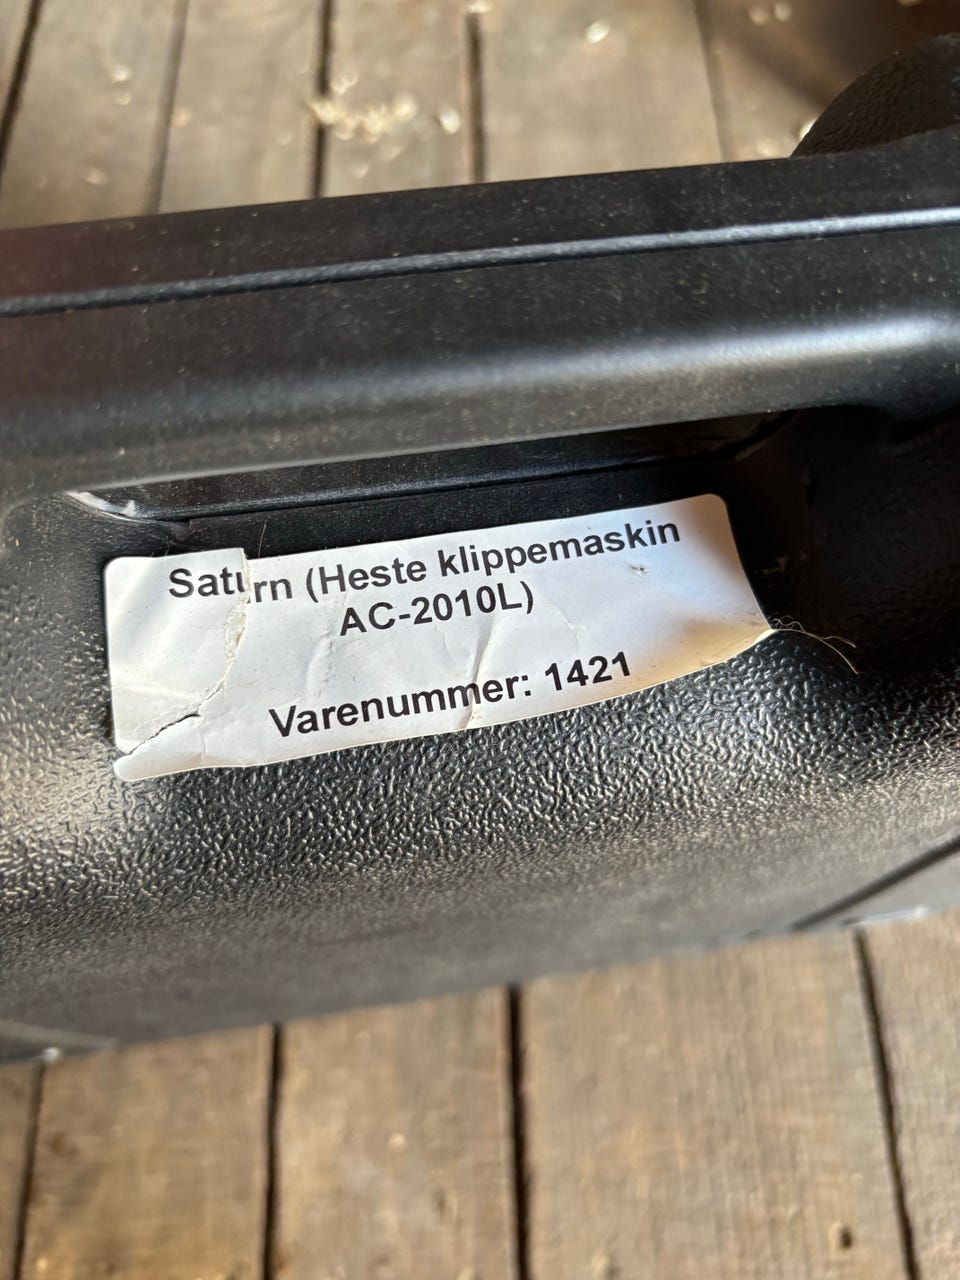 Saturn (Heste klippemaskin
AC-2010L)
Varenummer: 1421